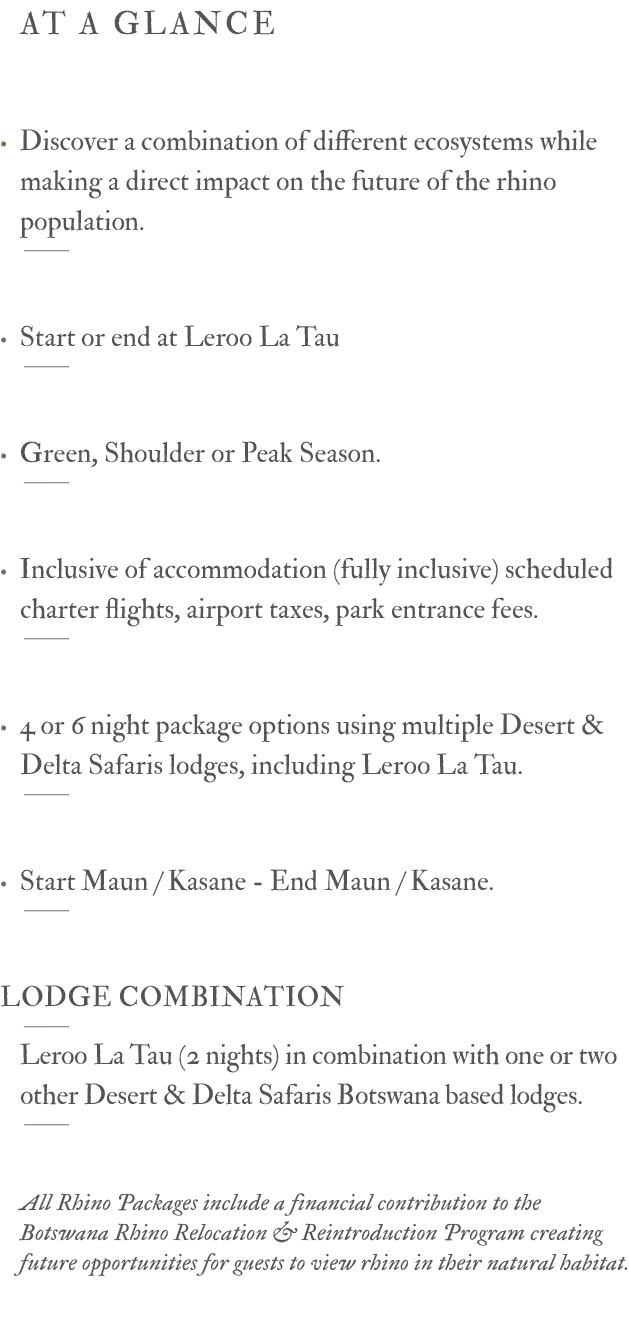 AT A GLANCE
• Discover a combination of different ecosystems while
making a direct impact on the future of the rhino
population.
• Start or end at Leroo La Tau
• Green, Shoulder or Peak Season.
• Inclusive of accommodation (fully inclusive) scheduled
charter flights, airport taxes, park entrance fees.
• 4 or 6 night package options using multiple Desert &
Delta Safaris lodges, including Leroo La Tau.
• Start Maun / Kasane - End Maun / Kasane.
LODGE COMBINATION
Leroo La Tau (2 nights) in combination with one or two
other Desert & Delta Safaris Botswana based lodges.
All Rhino Packages include a financial contribution to the
Botswana Rhino Relocation & Reintroduction Program creating
future opportunities for guests to view rhino in their natural habitat.